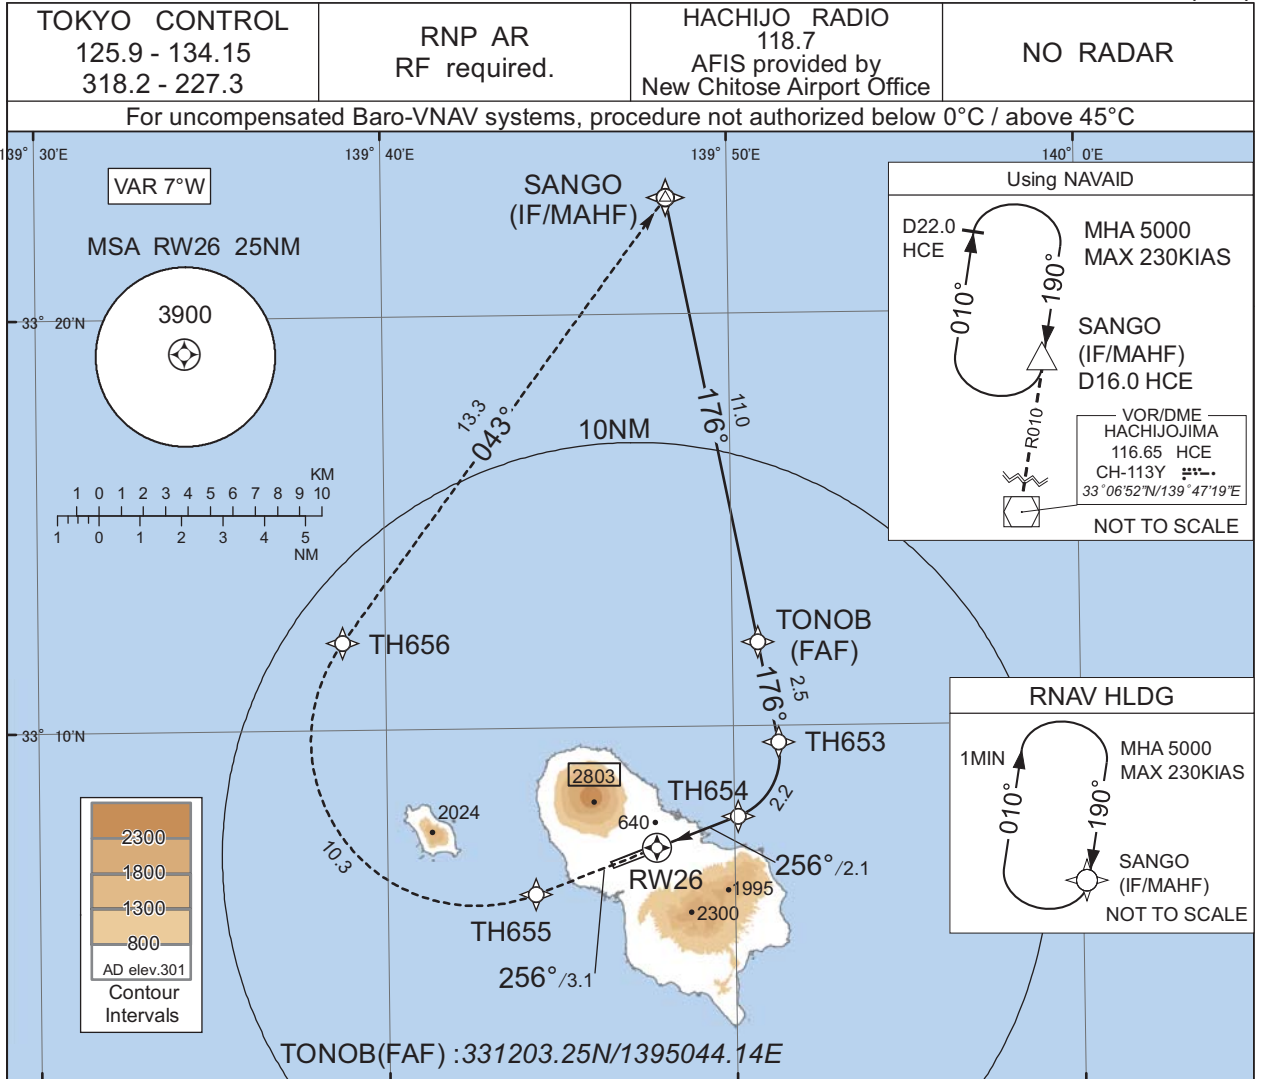 TOKYO CONTROL
125.9 - 134.15
318.2 - 227.3
RNP AR
RF required.
HACHIJO RADIO
118.7
AFIS provided by
New Chitose Airport Office
NO RADAR
For uncompensated Baro-VNAV systems, procedure not authorized below 0°C / above 45°C
139° 30'E
139° 40'E
139° 50'E
140° 0'E
VAR 7°W
MSA RW26 25NM
3900
33° 20'N
KM
1 0 1 2 3 4 5 6 7 8 9 10
1 0 1 2 3 4 5
NM
SANGO
(IF/MAHF)
13.3
043°
176°
11.0
10NM
TH656
TONOB
(FAF)
176°
2.5
33° 10'N
TH653
TH654
2.2
2803
640
2024
RW26
256°/2.1
1995
2300
10.3
TH655
256°/3.1
TONOB(FAF) :331203.25N/1395044.14E
2300
1800
1300
800
AD elev.301
Contour
Intervals
Using NAVAID
D22.0
HCE
MHA 5000
MAX 230KIAS
010°
190°
SANGO
(IF/MAHF)
D16.0 HCE
R010
VOR/DME
HACHIJOJIMA
116.65 HCE
CH-113Y
33°06'52"N/139°47'19"E
NOT TO SCALE
RNAV HLDG
1MIN
MHA 5000
MAX 230KIAS
010°
190°
SANGO
(IF/MAHF)
NOT TO SCALE